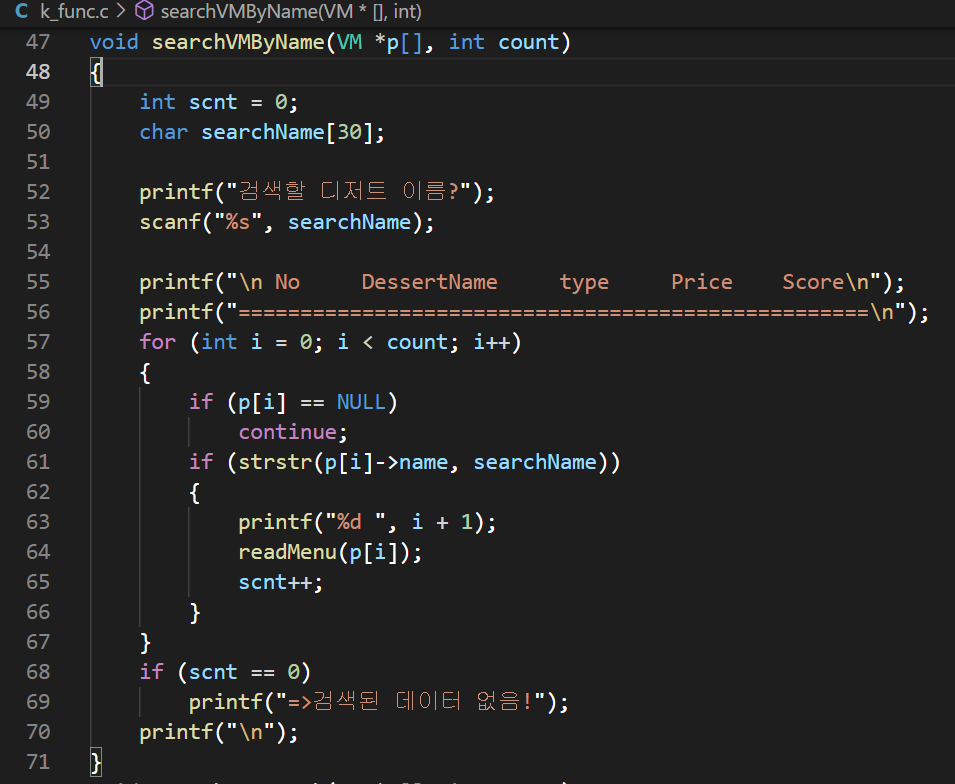 C k_func.c > searchVMByName(VM * [], int)
47 void searchVMByName(VM *p[], int count)
48 {
49     int scnt = 0;
50     char searchName[30];
51
52     printf("검색할 디저트 이름?");
53     scanf("%s", searchName);
54
55     printf("\n No     DessertName     type     Price    Score\n");
56     printf("===================================================\n");
57     for (int i = 0; i < count; i++)
58     {
59         if (p[i] == NULL)
60             continue;
61         if (strstr(p[i]->name, searchName))
62         {
63             printf("%d ", i + 1);
64             readMenu(p[i]);
65             scnt++;
66         }
67     }
68     if (scnt == 0)
69         printf("=>검색된 데이터 없음!");
70     printf("\n");
71 }